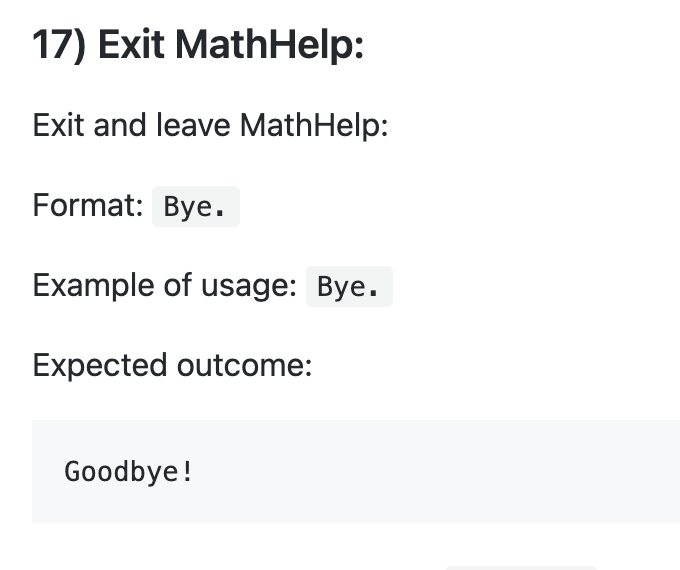 17) Exit MathHelp:
Exit and leave MathHelp:
Format: Bye.
Example of usage: Bye.
Expected outcome:
Goodbye!